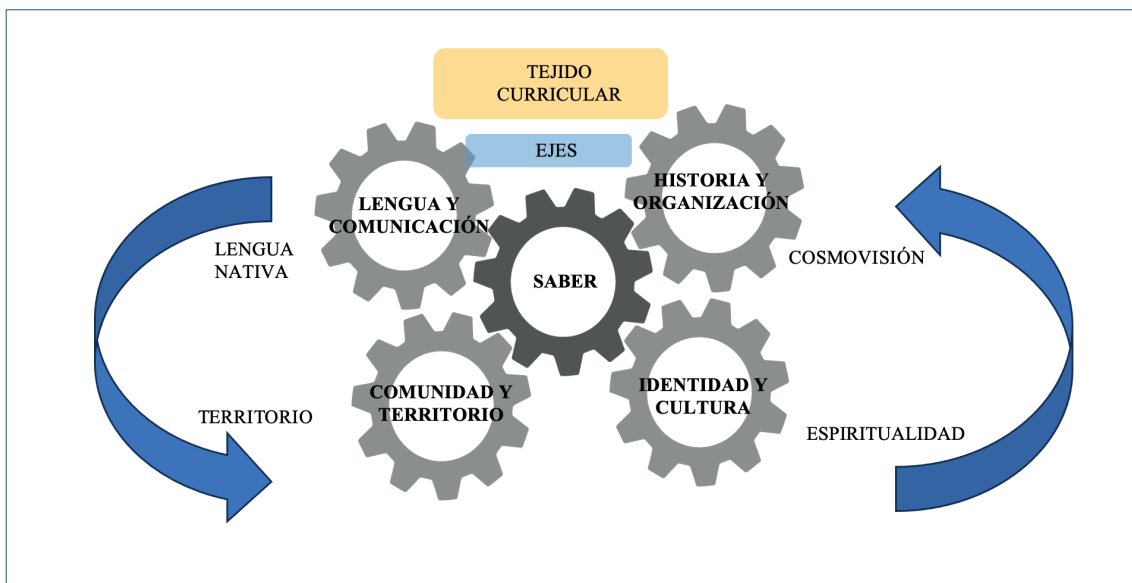 TEJIDO
CURRICULAR
EJES
LENGUA Y
COMUNICACIÓN
HISTORIA Y
ORGANIZACIÓN
LENGUA
NATIVA
SABER
COSMOVISIÓN
COMUNIDAD Y
TERRITORIO
IDENTIDAD Y
CULTURA
TERRITORIO
ESPIRITUALIDAD